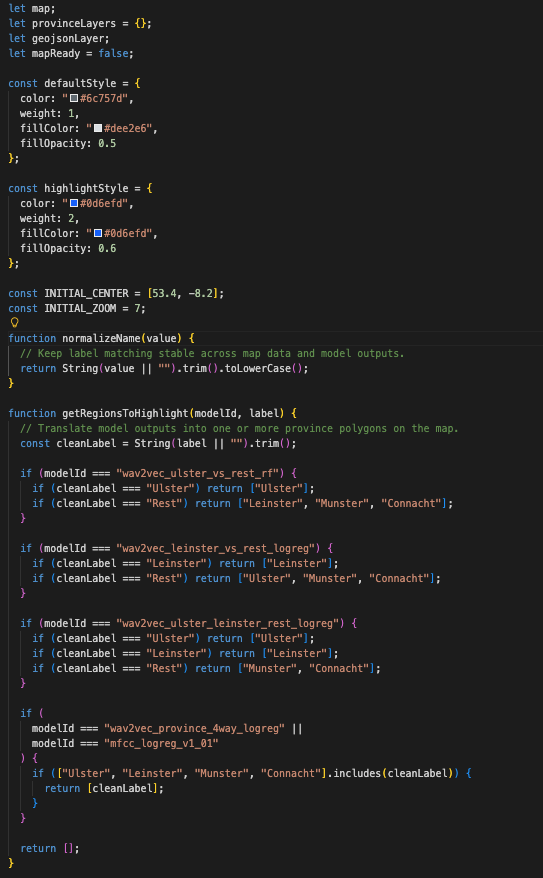 let map;
let provinceLayers = {};
let geojsonLayer;
let mapReady = false;

const defaultStyle = {
  color: "#6c757d",
  weight: 1,
  fillColor: "#dee2e6",
  fillOpacity: 0.5
};

const highlightStyle = {
  color: "#0d6efd",
  weight: 2,
  fillColor: "#0d6efd",
  fillOpacity: 0.6
};

const INITIAL_CENTER = [53.4, -8.2];
const INITIAL_ZOOM = 7;

function normalizeName(value) {
  // Keep label matching stable across map data and model outputs.
  return String(value || "").trim().toLowerCase();
}

function getRegionsToHighlight(modelId, label) {
  // Translate model outputs into one or more province polygons on the map.
  const cleanLabel = String(label || "").trim();

  if (modelId === "wav2vec_ulster_vs_rest_rf") {
    if (cleanLabel === "Ulster") return ["Ulster"];
    if (cleanLabel === "Rest") return ["Leinster", "Munster", "Connacht"];
  }

  if (modelId === "wav2vec_leinster_vs_rest_logreg") {
    if (cleanLabel === "Leinster") return ["Leinster"];
    if (cleanLabel === "Rest") return ["Ulster", "Munster", "Connacht"];
  }

  if (modelId === "wav2vec_ulster_leinster_rest_logreg") {
    if (cleanLabel === "Ulster") return ["Ulster"];
    if (cleanLabel === "Leinster") return ["Leinster"];
    if (cleanLabel === "Rest") return ["Munster", "Connacht"];
  }

  if (
    modelId === "wav2vec_province_4way_logreg" ||
    modelId === "mfcc_logreg_v1_01"
  ) {
    if (["Ulster", "Leinster", "Munster", "Connacht"].includes(cleanLabel)) {
      return [cleanLabel];
    }
  }

  return [];
}